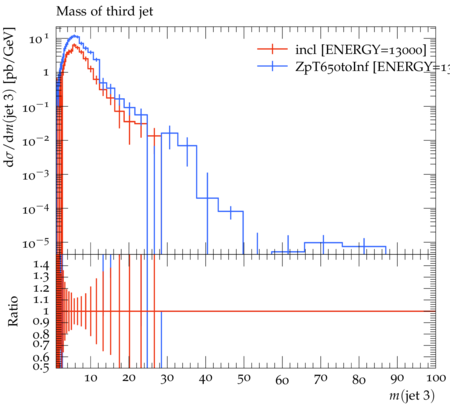 Mass of third jet
dσ/dm(jet 3) [pb/GeV]
10^1
1
10^−1
10^−2
10^−3
10^−4
10^−5
incl [ENERGY=13000]
ZpT650toInf [ENERGY=13
Ratio
1.4
1.3
1.2
1.1
1
0.9
0.8
0.7
0.6
0.5
10 20 30 40 50 60 70 80 90 100
m(jet 3)